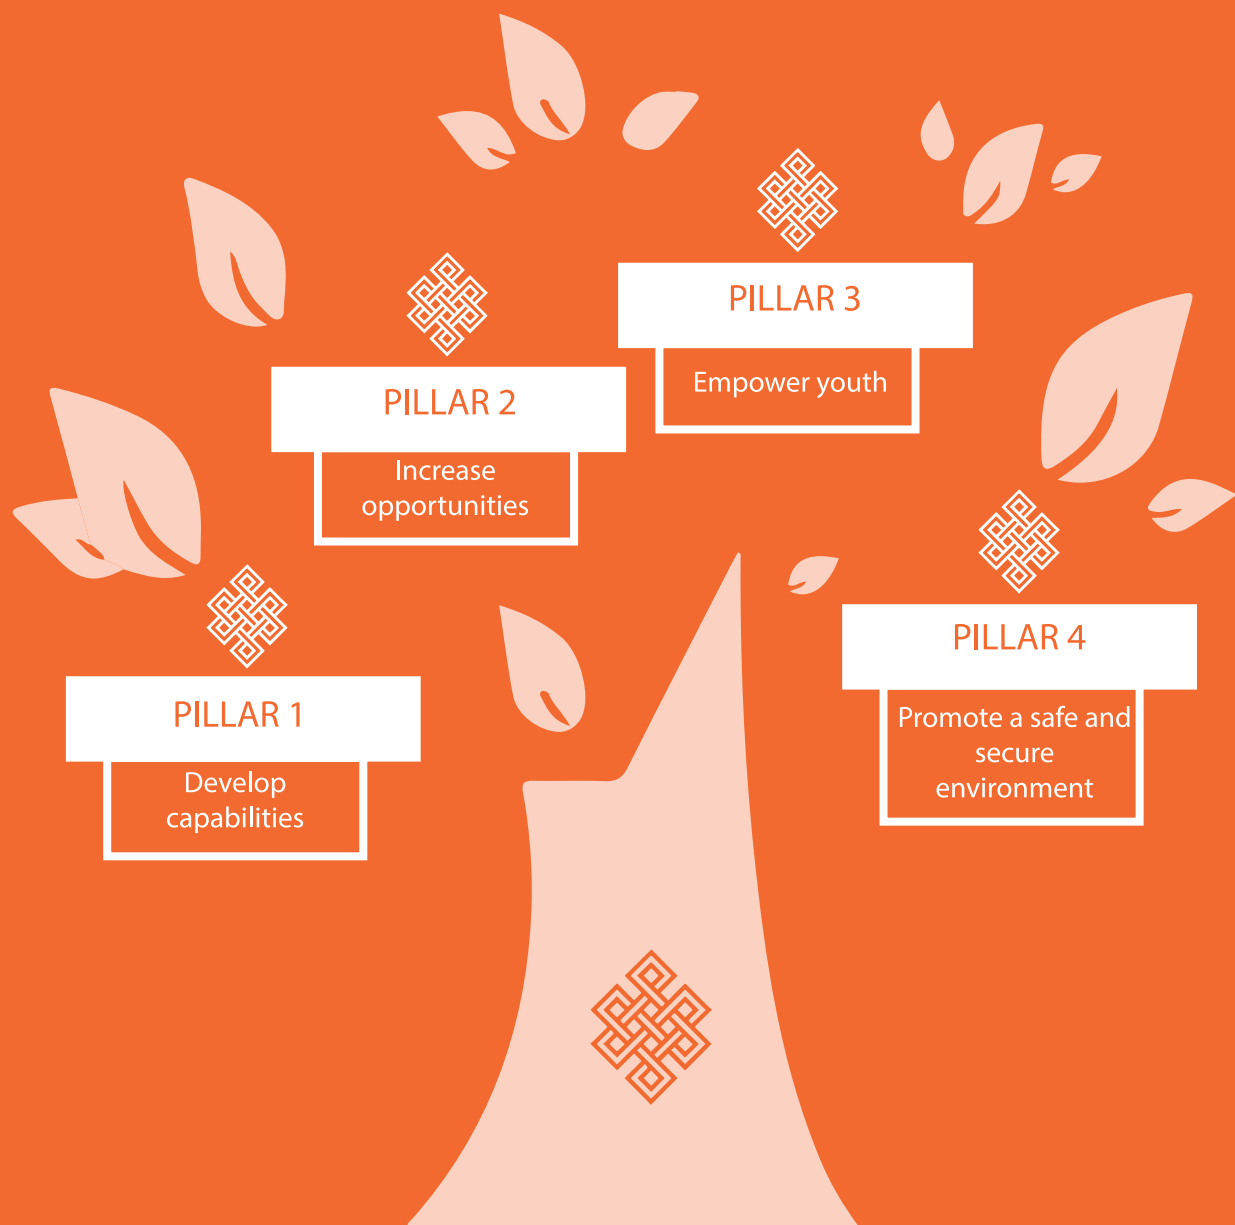 PILLAR 1
Develop
capabilities
PILLAR 2
Increase
opportunities
PILLAR 3
Empower youth
PILLAR 4
Promote a safe and
secure
environment